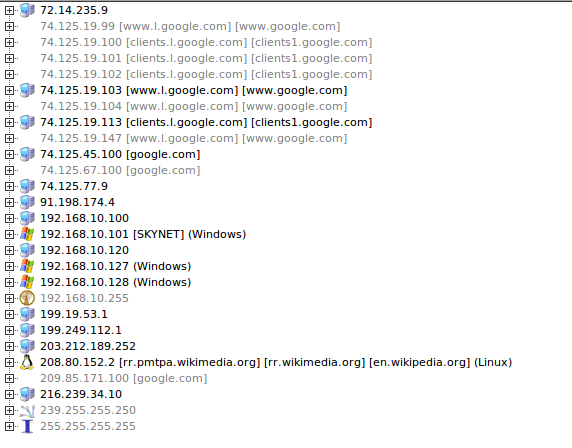 72.14.235.9
74.125.19.99 [www.l.google.com] [www.google.com]
74.125.19.100 [clients.l.google.com] [clients1.google.com]
74.125.19.101 [clients.l.google.com] [clients1.google.com]
74.125.19.102 [clients.l.google.com] [clients1.google.com]
74.125.19.103 [www.l.google.com] [www.google.com]
74.125.19.104 [www.l.google.com] [www.google.com]
74.125.19.113 [clients.l.google.com] [clients1.google.com]
74.125.19.147 [www.l.google.com] [www.google.com]
74.125.45.100 [google.com]
74.125.67.100 [google.com]
74.125.77.9
91.198.174.4
192.168.10.100
192.168.10.101 [SKYNET] (Windows)
192.168.10.120
192.168.10.127 (Windows)
192.168.10.128 (Windows)
192.168.10.255
199.19.53.1
199.249.112.1
203.212.189.252
208.80.152.2 [rr.pmtpa.wikimedia.org] [rr.wikimedia.org] [en.wikipedia.org] (Linux)
209.85.171.100 [google.com]
216.239.34.10
239.255.255.250
255.255.255.255